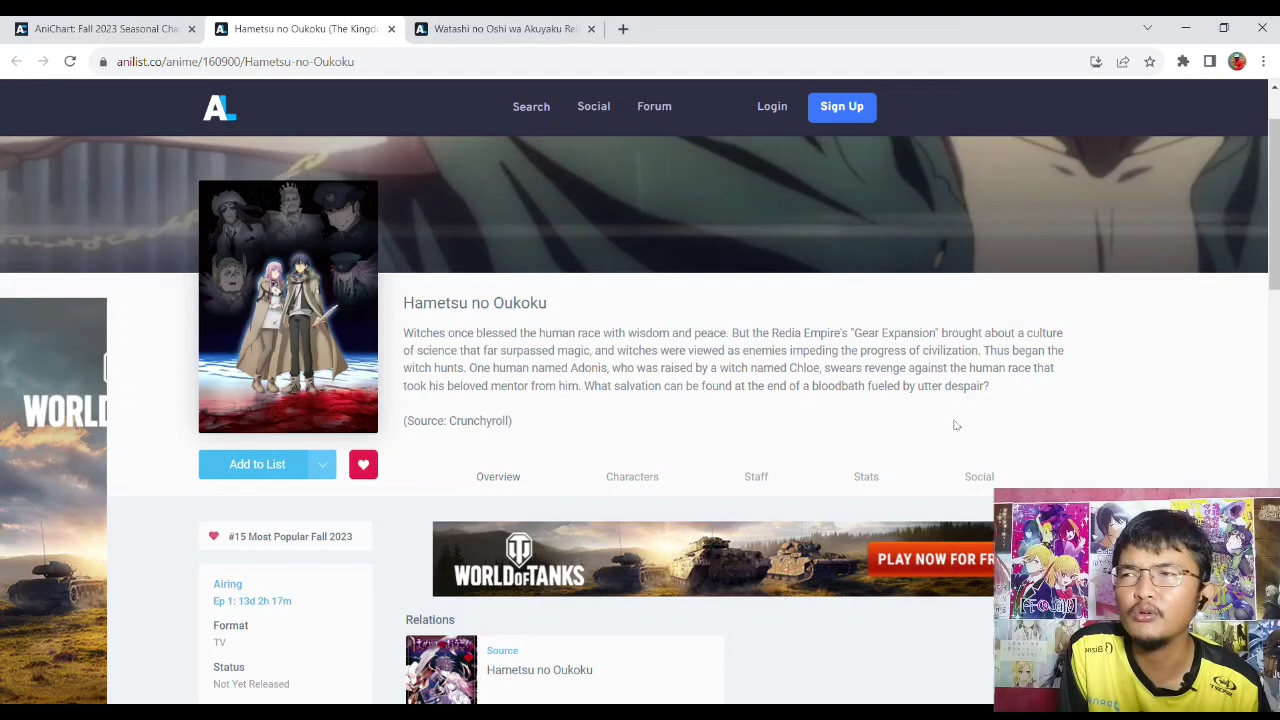 AniChart: Fall 2023 Seasonal Cha
Hametsu no Oukoku (The Kingdo
Watashi no Oshi wa Akuyaku Rei
anilist.co/anime/160900/Hametsu-no-Oukoku
AL
Search
Social
Forum
Login
Sign Up
Hametsu no Oukoku
Witches once blessed the human race with wisdom and peace. But the Redia Empire's "Gear Expansion" brought about a culture
of science that far surpassed magic, and witches were viewed as enemies impeding the progress of civilization. Thus began the
witch hunts. One human named Adonis, who was raised by a witch named Chloe, swears revenge against the human race that
took his beloved mentor from him. What salvation can be found at the end of a bloodbath fueled by utter despair?
(Source: Crunchyroll)
WORLD
Add to List
Overview
Characters
Staff
Stats
Social
#15 Most Popular Fall 2023
WORLD OF TANKS
PLAY NOW FOR FR
Airing
Ep 1: 13d 2h 17m
Format
TV
Status
Not Yet Released
Relations
Source
Hametsu no Oukoku